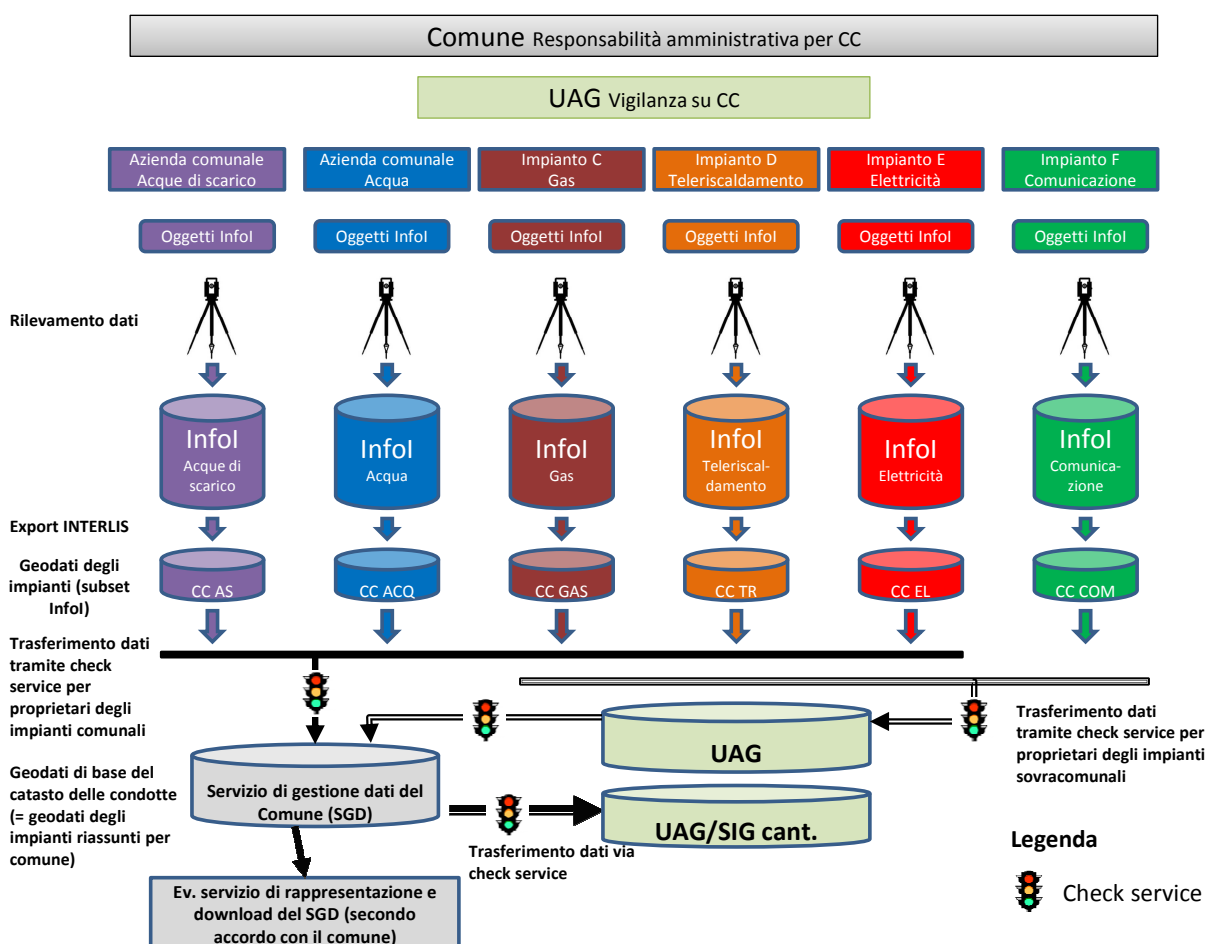 Comune Responsabilità amministrativa per CC
UAG Vigilanza su CC
Azienda comunale
Acque di scarico
Azienda comunale
Acqua
Impianto C
Gas
Impianto D
Teleriscaldamento
Impianto E
Elettricità
Impianto F
Comunicazione
Oggetti InfoI
Oggetti InfoI
Oggetti InfoI
Oggetti InfoI
Oggetti InfoI
Oggetti InfoI
Rilevamento dati
InfoI
Acque di
scarico
InfoI
Acqua
InfoI
Gas
InfoI
Teleriscal-
damento
InfoI
Elettricità
InfoI
Comunica-
zione
Export INTERLIS
Geodati degli
impianti (subset
InfoI)
CC AS
CC ACQ
CC GAS
CC TR
CC EL
CC COM
Trasferimento dati
tramite check
service per
proprietari degli
impianti comunali
Trasferimento dati
tramite check service per
proprietari degli impianti
sovracomunali
UAG
Geodati di base del
catasto delle condotte
(= geodati degli
impianti riassunti per
comune)
Servizio di gestione dati del
Comune (SGD)
UAG/SIG cant.
Trasferimento dati via
check service
Legenda
Check service
Ev. servizio di rappresentazione e
download del SGD (secondo
accordo con il comune)